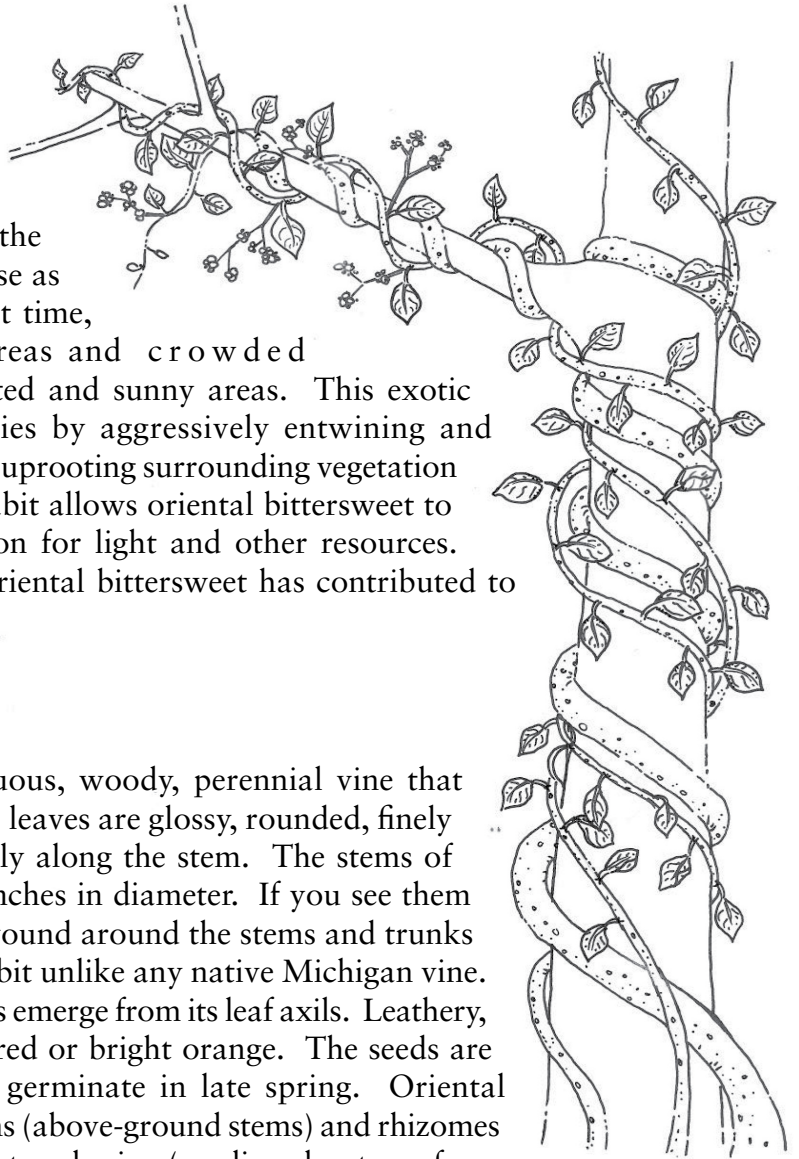 the
se as
t time,
reas and crowded
ted and sunny areas. This exotic
ies by aggressively entwining and
uprooting surrounding vegetation
abit allows oriental bittersweet to
on for light and other resources.
riental bittersweet has contributed to
uous, woody, perennial vine that
leaves are glossy, rounded, finely
ly along the stem. The stems of
nches in diameter. If you see them
wound around the stems and trunks
bit unlike any native Michigan vine.
s emerge from its leaf axils. Leathery,
red or bright orange. The seeds are
germinate in late spring. Oriental
ns (above-ground stems) and rhizomes